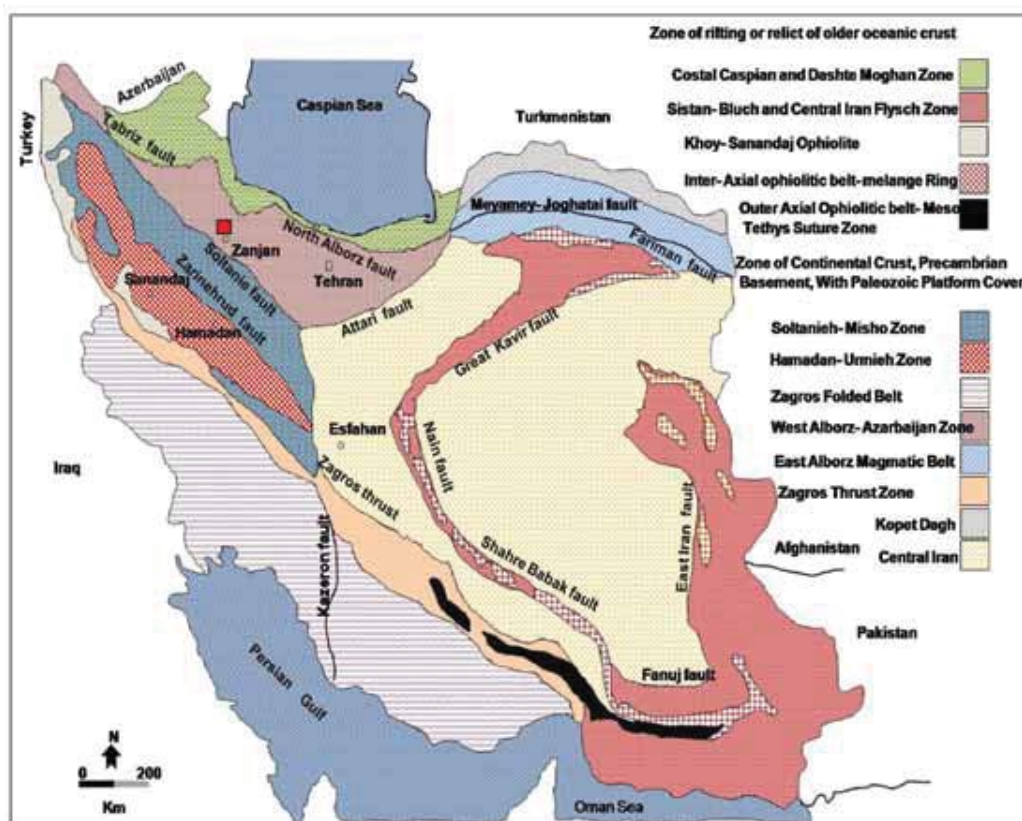 Zone of rifting or relict of older oceanic crust
Costal Caspian and Dashte Moghan Zone
Sistan- Bluch and Central Iran Flysch Zone
Khoy- Sanandaj Ophiolite
Inter- Axial ophiolitic belt-melange Ring
Outer Axial Ophiolitic belt- Meso
Tethys Suture Zone
Zone of Continental Crust, Precambrian
Basement, With Paleozoic Platform Cover
Soltanieh- Misho Zone
Hamadan- Urmieh Zone
Zagros Folded Belt
West Alborz- Azarbaijan Zone
East Alborz Magmatic Belt
Zagros Thrust Zone
Kopet Dagh
Central Iran
Azerbaijan
Caspian Sea
Turkmenistan
Turkey
Tabriz fault
Meyamey- Joghatai fault
Fariman fault
North Alborz fault
Zanjan
Tehran
Soltanie fault
Zarinehrud fault
Sanandaj
Hamadan
Attari fault
Great Kavir fault
Esfahan
Nain fault
Iraq
Zagros thrust
Kazeron fault
Shahre Babak fault
East Iran fault
Afghanistan
Pakistan
Fanuj fault
Persian Gulf
Oman Sea
N
0 200
Km